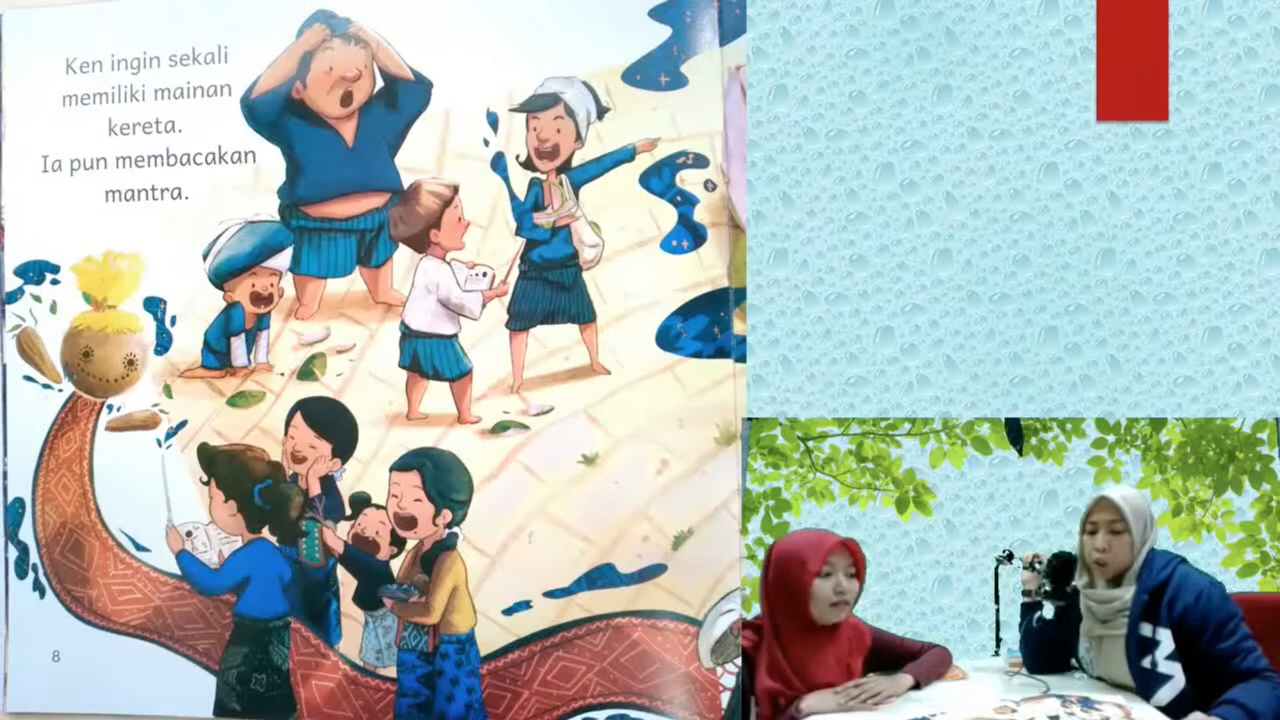 Ken ingin sekali
memiliki mainan
kereta.
Ia pun membacakan
mantra.
8